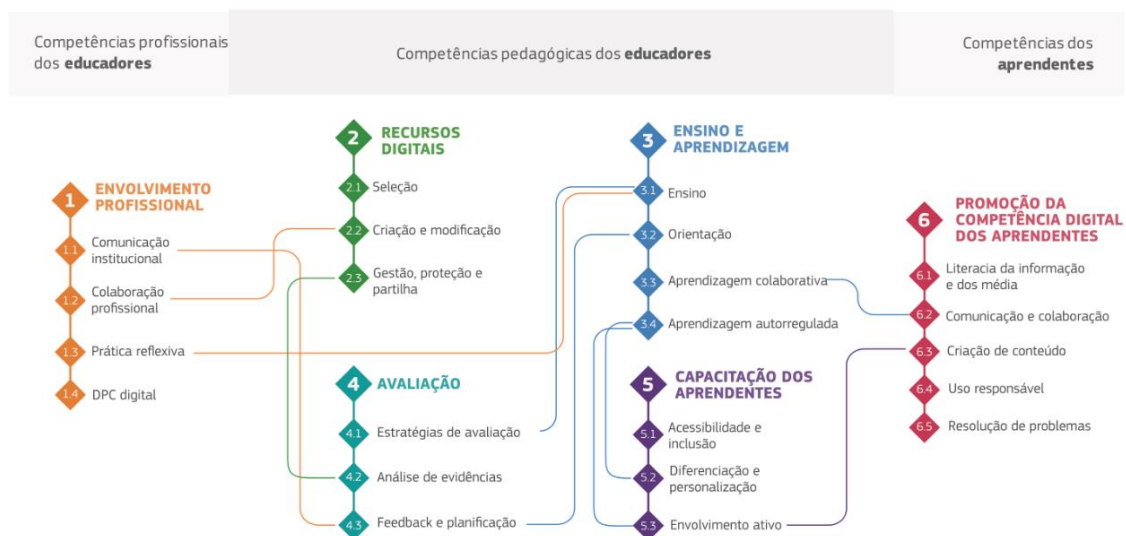 Competências profissionais
dos educadores
Competências pedagógicas dos educadores
Competências dos
aprendentes
1
ENVOLVIMENTO
PROFISSIONAL
1.1
Comunicação
institucional
1.2
Colaboração
profissional
1.3
Prática reflexiva
1.4
DPC digital
2
RECURSOS
DIGITAIS
2.1
Seleção
2.2
Criação e modificação
2.3
Gestão, proteção e
partilha
4
AVALIAÇÃO
4.1
Estratégias de avaliação
4.2
Análise de evidências
4.3
Feedback e planificação
3
ENSINO E
APRENDIZAGEM
3.1
Ensino
3.2
Orientação
3.3
Aprendizagem colaborativa
3.4
Aprendizagem autorregulada
5
CAPACITAÇÃO DOS
APRENDENTES
5.1
Acessibilidade e
inclusão
5.2
Diferenciação e
personalização
5.3
Envolvimento ativo
6
PROMOÇÃO DA
COMPETÊNCIA DIGITAL
DOS APRENDENTES
6.1
Literacia da informação
e dos média
6.2
Comunicação e colaboração
6.3
Criação de conteúdo
6.4
Uso responsável
6.5
Resolução de problemas